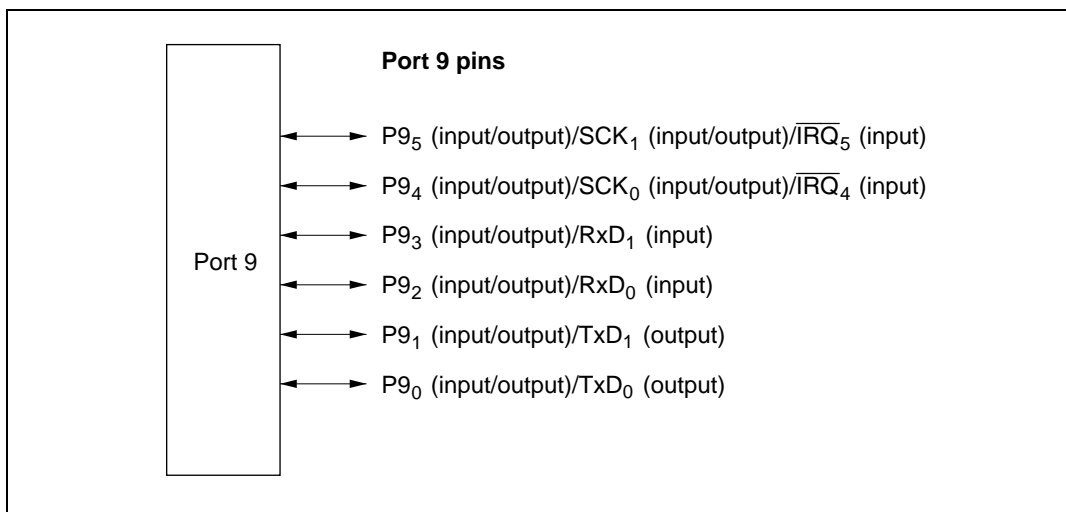 Port 9 pins
P9₅ (input/output)/SCK₁ (input/output)/I̅R̅Q̅₅ (input)
P9₄ (input/output)/SCK₀ (input/output)/I̅R̅Q̅₄ (input)
P9₃ (input/output)/RxD₁ (input)
Port 9
P9₂ (input/output)/RxD₀ (input)
P9₁ (input/output)/TxD₁ (output)
P9₀ (input/output)/TxD₀ (output)